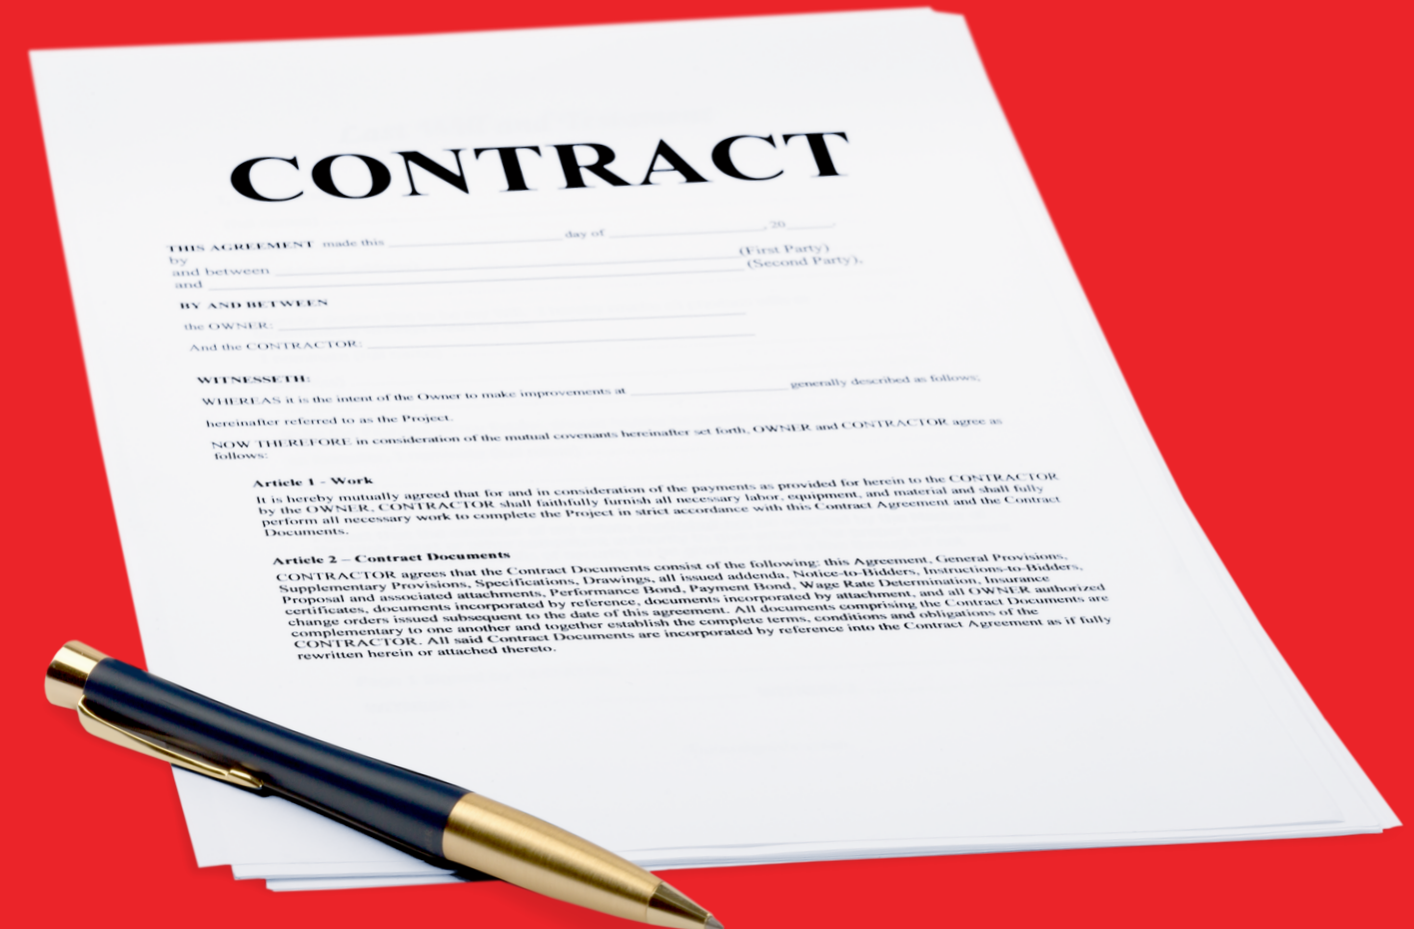 CONTRACT
THIS AGREEMENT made this ____________ day of ____________, 20____
by
and between ____________ (First Party)
and ____________ (Second Party),
BY AND BETWEEN
the OWNER: ____________
And the CONTRACTOR: ____________
WITNESSETH:
WHEREAS it is the intent of the Owner to make improvements at ____________ generally described as follows;
hereinafter referred to as the Project.
NOW THEREFORE in consideration of the mutual covenants hereinafter set forth, OWNER and CONTRACTOR agree as
follows:
Article 1 - Work
It is hereby mutually agreed that for and in consideration of the payments as provided for herein to the CONTRACTOR
by the OWNER, CONTRACTOR shall faithfully furnish all necessary labor, equipment, and material and shall fully
perform all necessary work to complete the Project in strict accordance with this Contract Agreement and the Contract
Documents.
Article 2 – Contract Documents
CONTRACTOR agrees that the Contract Documents consist of the following: this Agreement, General Provisions,
Supplementary Provisions, Specifications, Drawings, all issued addenda, Notice-to-Bidders, Instructions-to-Bidders,
Proposal and associated attachments, Performance Bond, Payment Bond, Wage Rate Determination, Insurance
certificates, documents incorporated by reference, documents incorporated by attachment, and all OWNER authorized
change orders issued subsequent to the date of this agreement. All documents comprising the Contract Documents are
complementary to one another and together establish the complete terms, conditions and obligations of the
CONTRACTOR. All said Contract Documents are incorporated by reference into the Contract Agreement as if fully
rewritten herein or attached thereto.